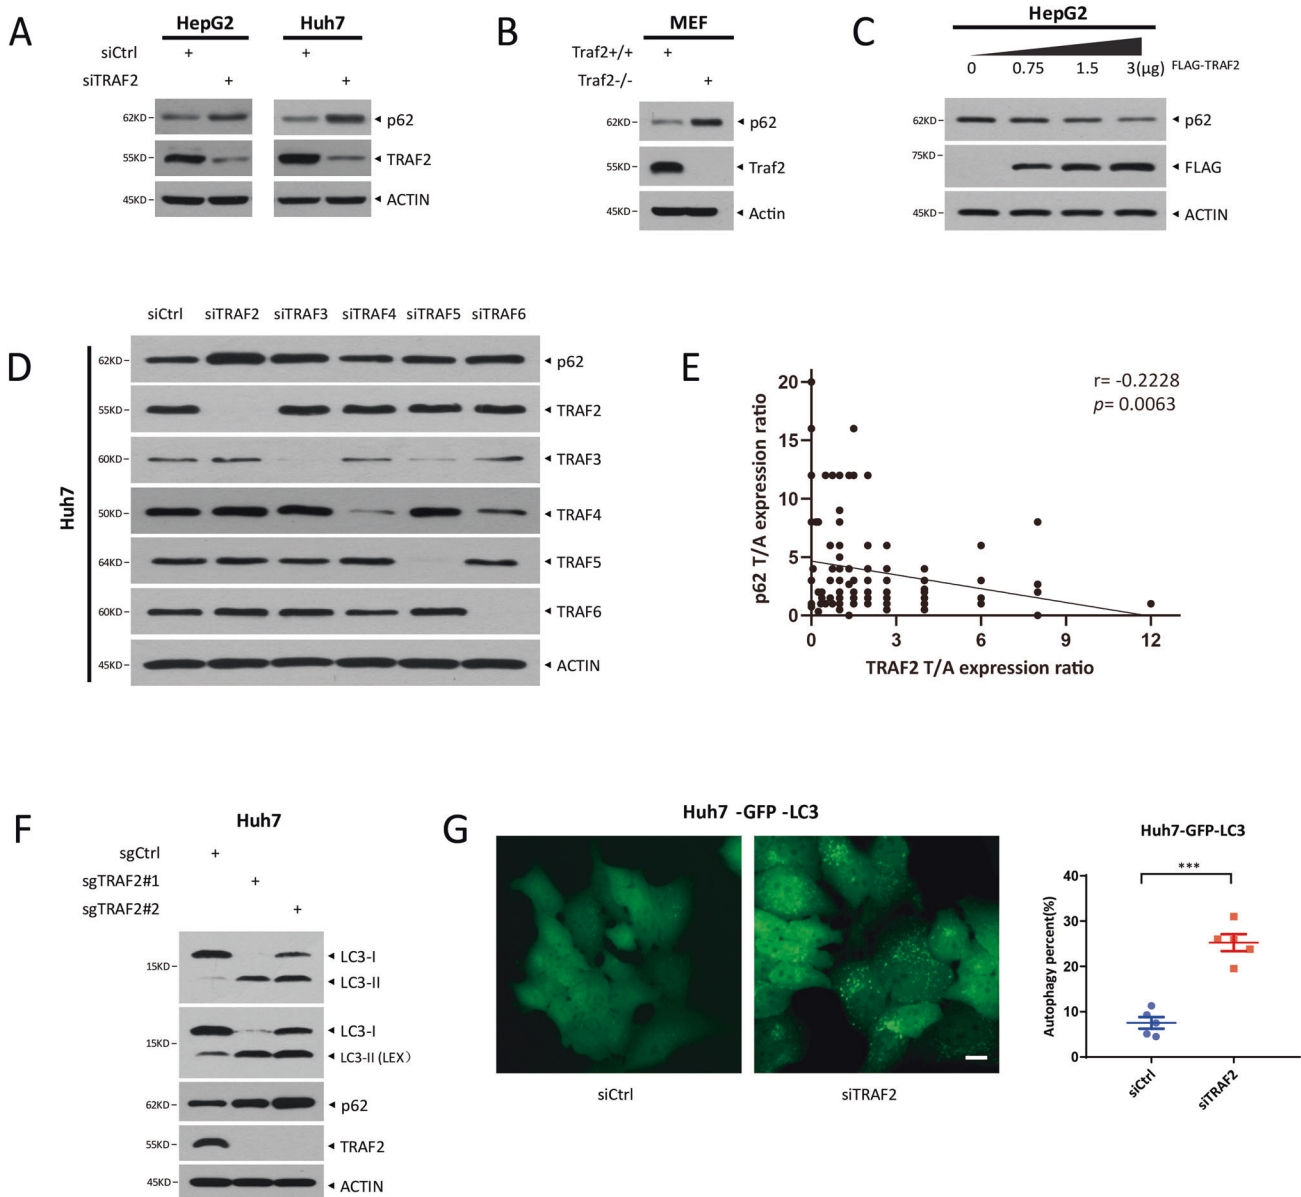 A
HepG2 Huh7
siCtrl + +
siTRAF2 + +
62KD p62
55KD TRAF2
45KD ACTIN
B
MEF
Traf2+/+ +
Traf2-/- +
62KD p62
55KD Traf2
45KD Actin
C
HepG2
0 0.75 1.5 3(μg) FLAG-TRAF2
62KD p62
75KD FLAG
45KD ACTIN
D
siCtrl siTRAF2 siTRAF3 siTRAF4 siTRAF5 siTRAF6
Huh7
62KD p62
55KD TRAF2
60KD TRAF3
50KD TRAF4
64KD TRAF5
60KD TRAF6
45KD ACTIN
E
r= -0.2228
p= 0.0063
p62 T/A expression ratio
20
15
10
5
0
0 3 6 9 12
TRAF2 T/A expression ratio
F
Huh7
sgCtrl +
sgTRAF2#1 +
sgTRAF2#2 +
LC3-I
15KD
LC3-II
LC3-I
15KD
LC3-II (LEX)
62KD p62
55KD TRAF2
45KD ACTIN
G
Huh7 -GFP -LC3
siCtrl siTRAF2
Huh7-GFP-LC3
***
Autophagy percent(%)
40
30
20
10
0
siCtrl siTRAF2